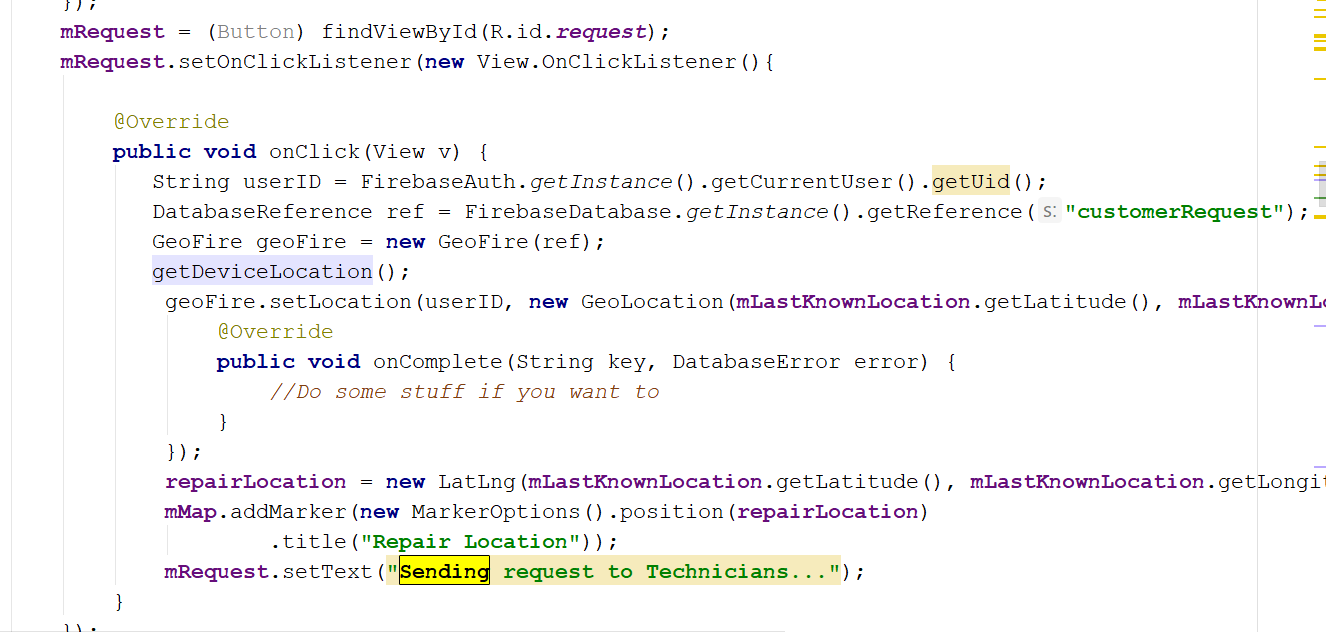 });
mRequest = (Button) findViewById(R.id.request);
mRequest.setOnClickListener(new View.OnClickListener(){
@Override
public void onClick(View v) {
String userID = FirebaseAuth.getInstance().getCurrentUser().getUid();
DatabaseReference ref = FirebaseDatabase.getInstance().getReference( s: "customerRequest");
GeoFire geoFire = new GeoFire(ref);
getDeviceLocation();
geoFire.setLocation(userID, new GeoLocation(mLastKnownLocation.getLatitude(), mLastKnownLo
@Override
public void onComplete(String key, DatabaseError error) {
//Do some stuff if you want to
}
});
repairLocation = new LatLng(mLastKnownLocation.getLatitude(), mLastKnownLocation.getLongit
mMap.addMarker(new MarkerOptions().position(repairLocation)
.title("Repair Location"));
mRequest.setText("Sending request to Technicians...");
}
});